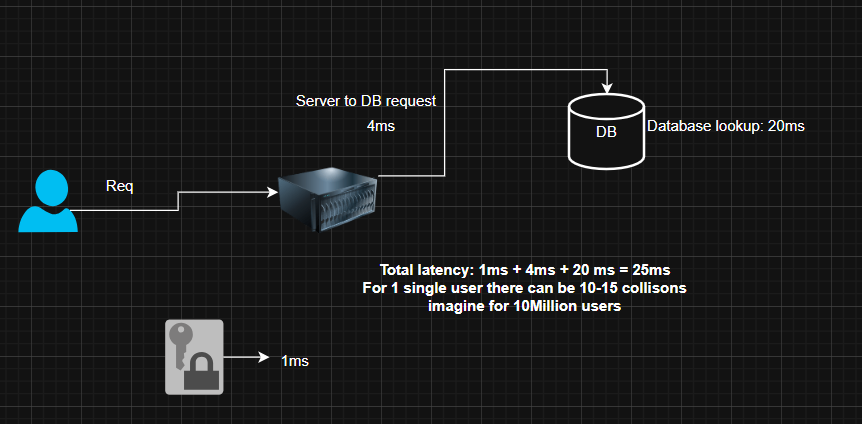 Server to DB request
4ms
DB
Database lookup: 20ms
Req
Total latency: 1ms + 4ms + 20 ms = 25ms
For 1 single user there can be 10-15 collisons
imagine for 10Million users
1ms